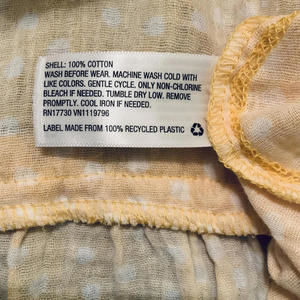 SHELL: 100% COTTON
WASH BEFORE WEAR. MACHINE WASH COLD WITH
LIKE COLORS. GENTLE CYCLE. ONLY NON-CHLORINE
BLEACH IF NEEDED. TUMBLE DRY LOW. REMOVE
PROMPTLY. COOL IRON IF NEEDED.
RN17730 VN1119796
LABEL MADE FROM 100% RECYCLED PLASTIC